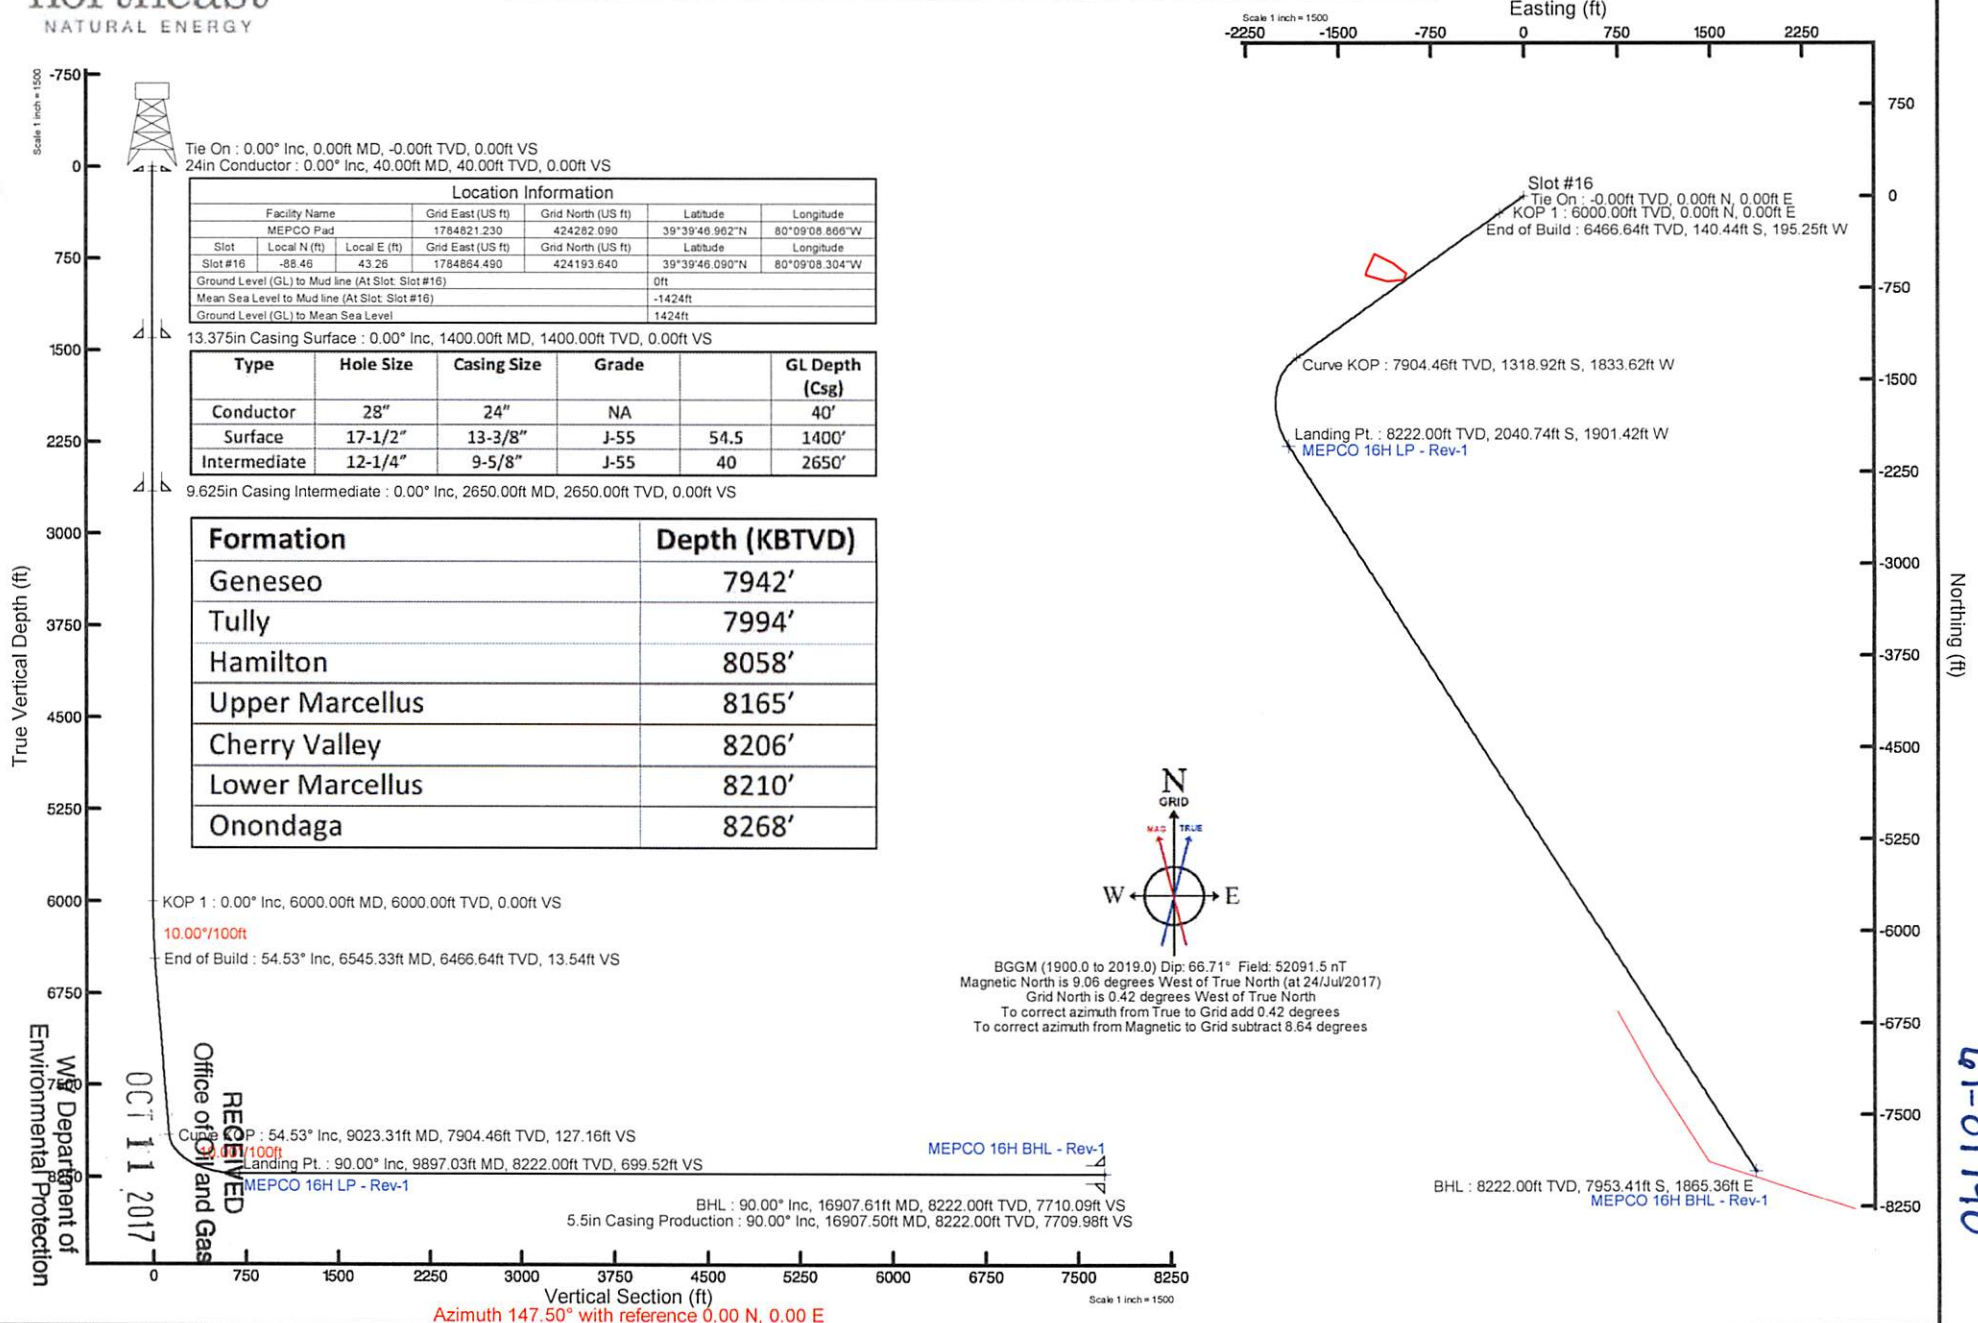 northeast
NATURAL ENERGY
Scale 1 inch = 1500
True Vertical Depth (ft)
-750
0
750
1500
2250
3000
3750
4500
5250
6000
6750
7500
8250
Tie On : 0.00° Inc, 0.00ft MD, -0.00ft TVD, 0.00ft VS
24in Conductor : 0.00° Inc, 40.00ft MD, 40.00ft TVD, 0.00ft VS
Location Information
Facility Name Grid East (US ft) Grid North (US ft) Latitude Longitude
MEPCO Pad 1784821.230 424282.090 39°39'46.962"N 80°09'08.866"W
Slot Local N (ft) Local E (ft) Grid East (US ft) Grid North (US ft) Latitude Longitude
Slot #16 -88.46 43.26 1784864.490 424193.640 39°39'46.090"N 80°09'08.304"W
Ground Level (GL) to Mud line (At Slot: Slot #16) 0ft
Mean Sea Level to Mud line (At Slot: Slot #16) -1424ft
Ground Level (GL) to Mean Sea Level 1424ft
13.375in Casing Surface : 0.00° Inc, 1400.00ft MD, 1400.00ft TVD, 0.00ft VS
Type Hole Size Casing Size Grade GL Depth
(Csg)
Conductor 28" 24" NA 40'
Surface 17-1/2" 13-3/8" J-55 54.5 1400'
Intermediate 12-1/4" 9-5/8" J-55 40 2650'
9.625in Casing Intermediate : 0.00° Inc, 2650.00ft MD, 2650.00ft TVD, 0.00ft VS
Formation Depth (KBTVD)
Geneseo 7942'
Tully 7994'
Hamilton 8058'
Upper Marcellus 8165'
Cherry Valley 8206'
Lower Marcellus 8210'
Onondaga 8268'
KOP 1 : 0.00° Inc, 6000.00ft MD, 6000.00ft TVD, 0.00ft VS
10.00°/100ft
End of Build : 54.53° Inc, 6545.33ft MD, 6466.64ft TVD, 13.54ft VS
Curve KOP : 54.53° Inc, 9023.31ft MD, 7904.46ft TVD, 127.16ft VS
10.00°/100ft
Landing Pt. : 90.00° Inc, 9897.03ft MD, 8222.00ft TVD, 699.52ft VS
MEPCO 16H LP - Rev-1
MEPCO 16H BHL - Rev-1
BHL : 90.00° Inc, 16907.61ft MD, 8222.00ft TVD, 7710.09ft VS
5.5in Casing Production : 90.00° Inc, 16907.50ft MD, 8222.00ft TVD, 7709.98ft VS
RECEIVED
Office of Oil and Gas
OCT 11 2017
WV Department of
Environmental Protection
0 750 1500 2250 3000 3750 4500 5250 6000 6750 7500 8250
Vertical Section (ft)
Scale 1 inch = 1500
Azimuth 147.50° with reference 0.00 N, 0.00 E
Easting (ft)
Scale 1 inch = 1500
-2250 -1500 -750 0 750 1500 2250
Slot #16
Tie On : -0.00ft TVD, 0.00ft N, 0.00ft E
KOP 1 : 6000.00ft TVD, 0.00ft N, 0.00ft E
End of Build : 6466.64ft TVD, 140.44ft S, 195.25ft W
Curve KOP : 7904.46ft TVD, 1318.92ft S, 1833.62ft W
Landing Pt. : 8222.00ft TVD, 2040.74ft S, 1901.42ft W
MEPCO 16H LP - Rev-1
N
GRID
MAG TRUE
W E
BGGM (1900.0 to 2019.0) Dip: 66.71° Field: 52091.5 nT
Magnetic North is 9.06 degrees West of True North (at 24/Jul/2017)
Grid North is 0.42 degrees West of True North
To correct azimuth from True to Grid add 0.42 degrees
To correct azimuth from Magnetic to Grid subtract 8.64 degrees
BHL : 8222.00ft TVD, 7953.41ft S, 1865.36ft E
MEPCO 16H BHL - Rev-1
750
0
-750
-1500
-2250
-3000
-3750
-4500
-5250
-6000
-6750
-7500
-8250
Northing (ft)